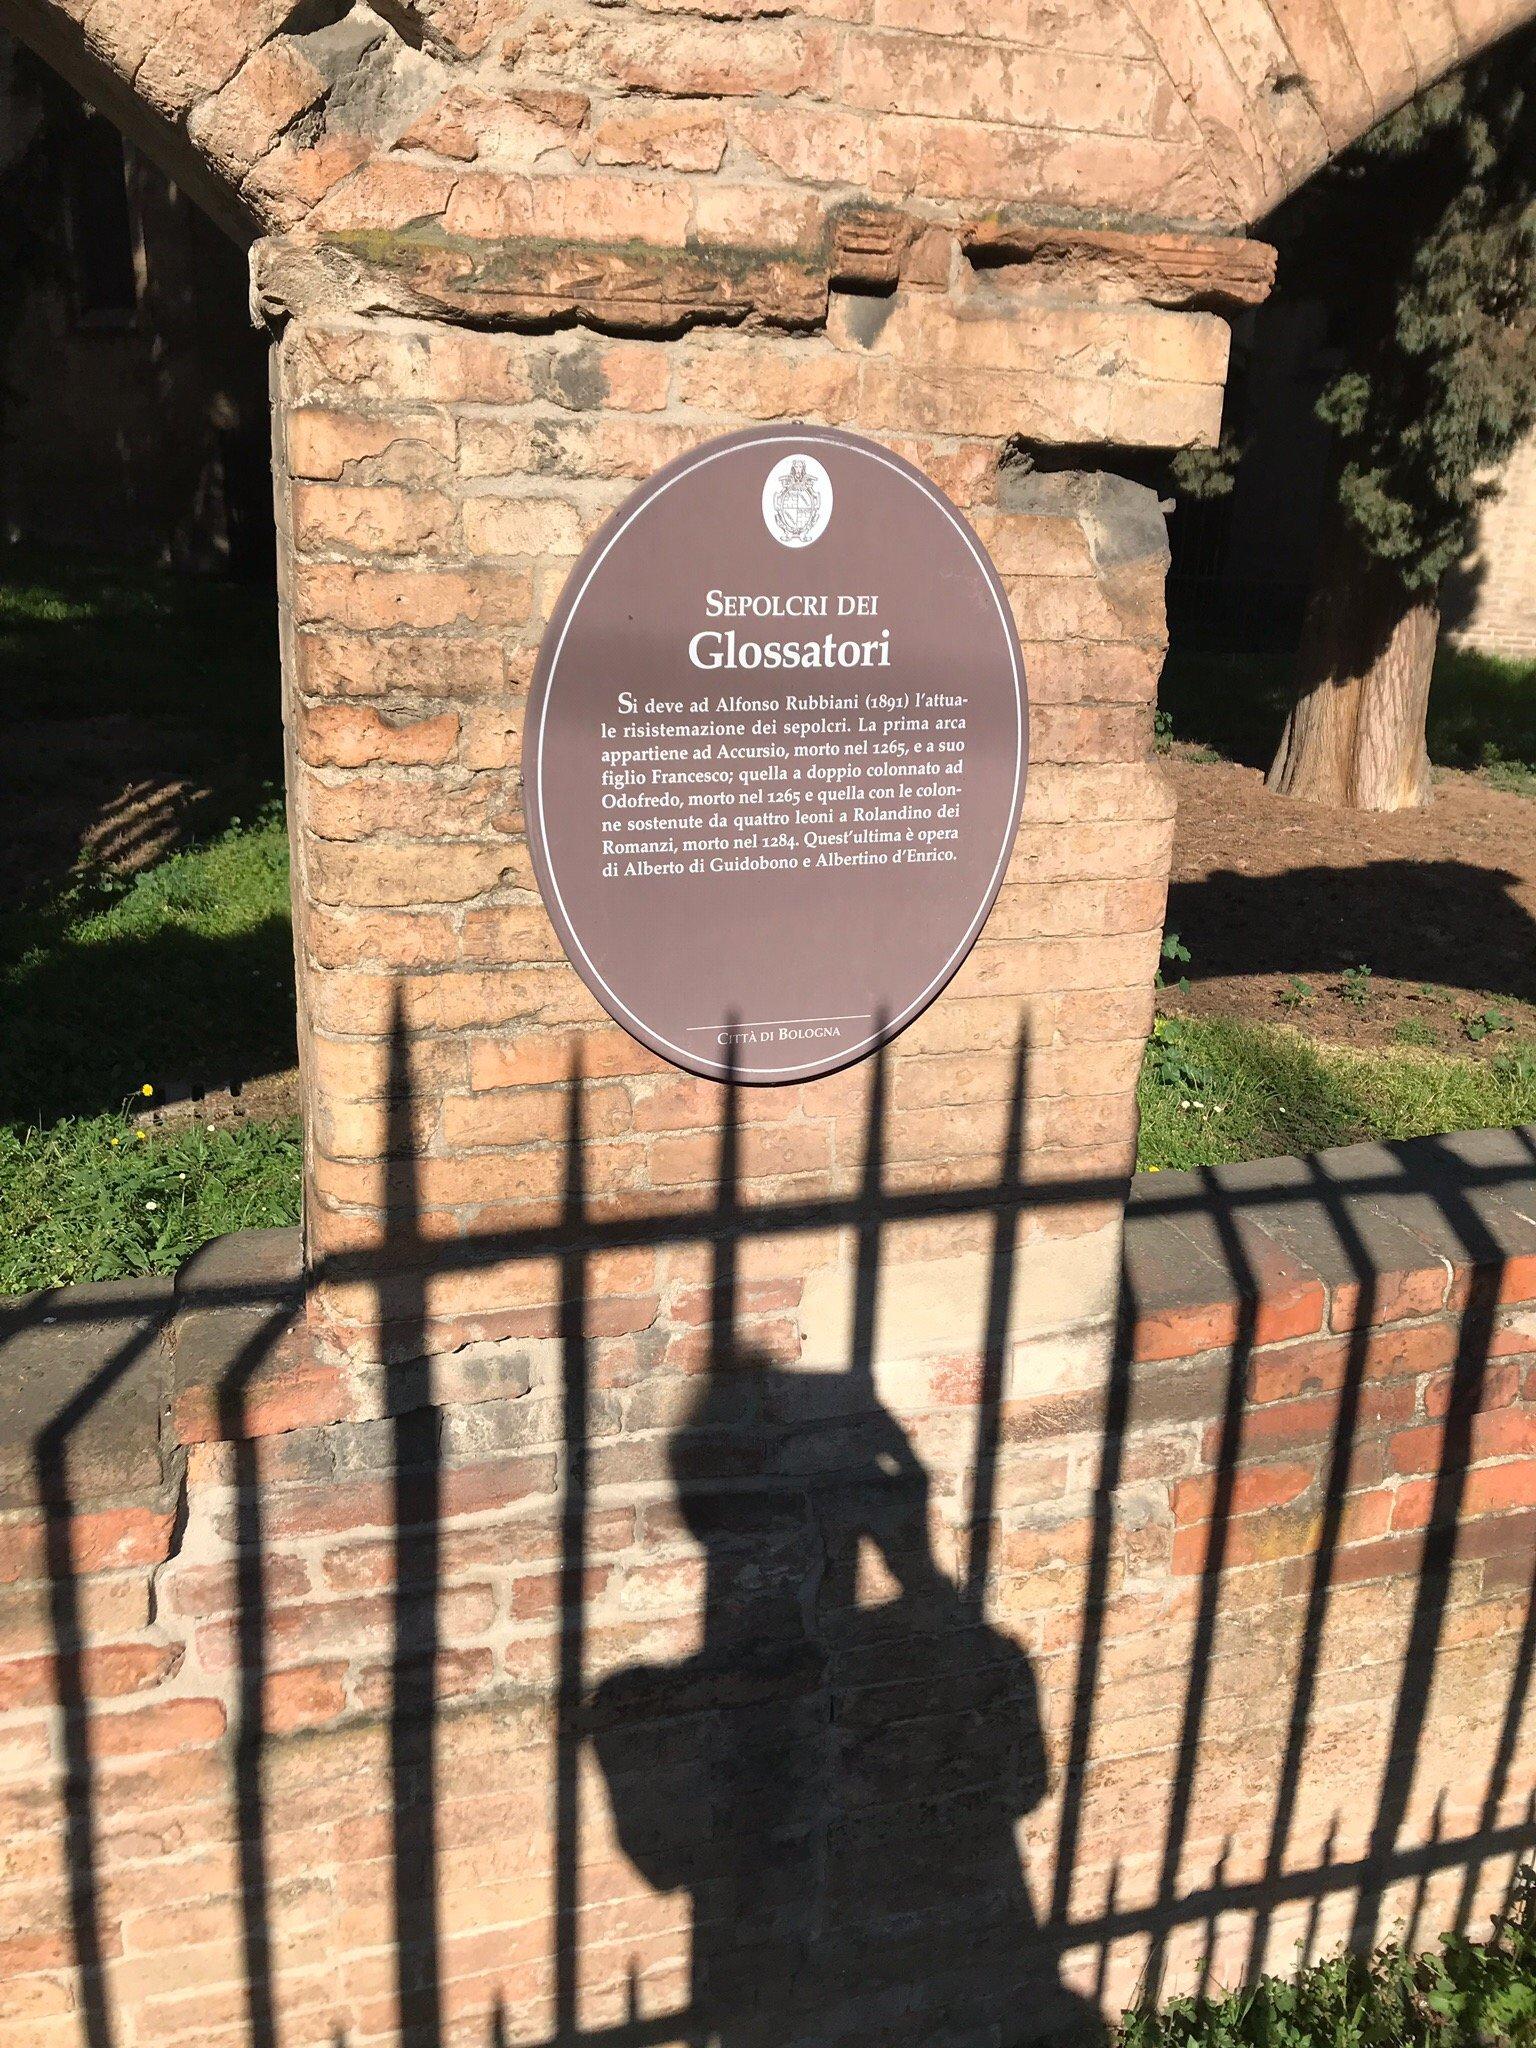 SEPOLCRI DEI
Glossatori
Si deve ad Alfonso Rubbiani (1891) l'attua-
le risistemazione dei sepolcri. La prima arca
appartiene ad Accursio, morto nel 1265, e a suo
figlio Francesco; quella a doppio colonnato ad
Odofredo, morto nel 1265 e quella con le colon-
ne sostenute da quattro leoni a Rolandino dei
Romanzi, morto nel 1284. Quest'ultima è opera
di Alberto di Guidobono e Albertino d'Enrico.
CITTÀ DI BOLOGNA